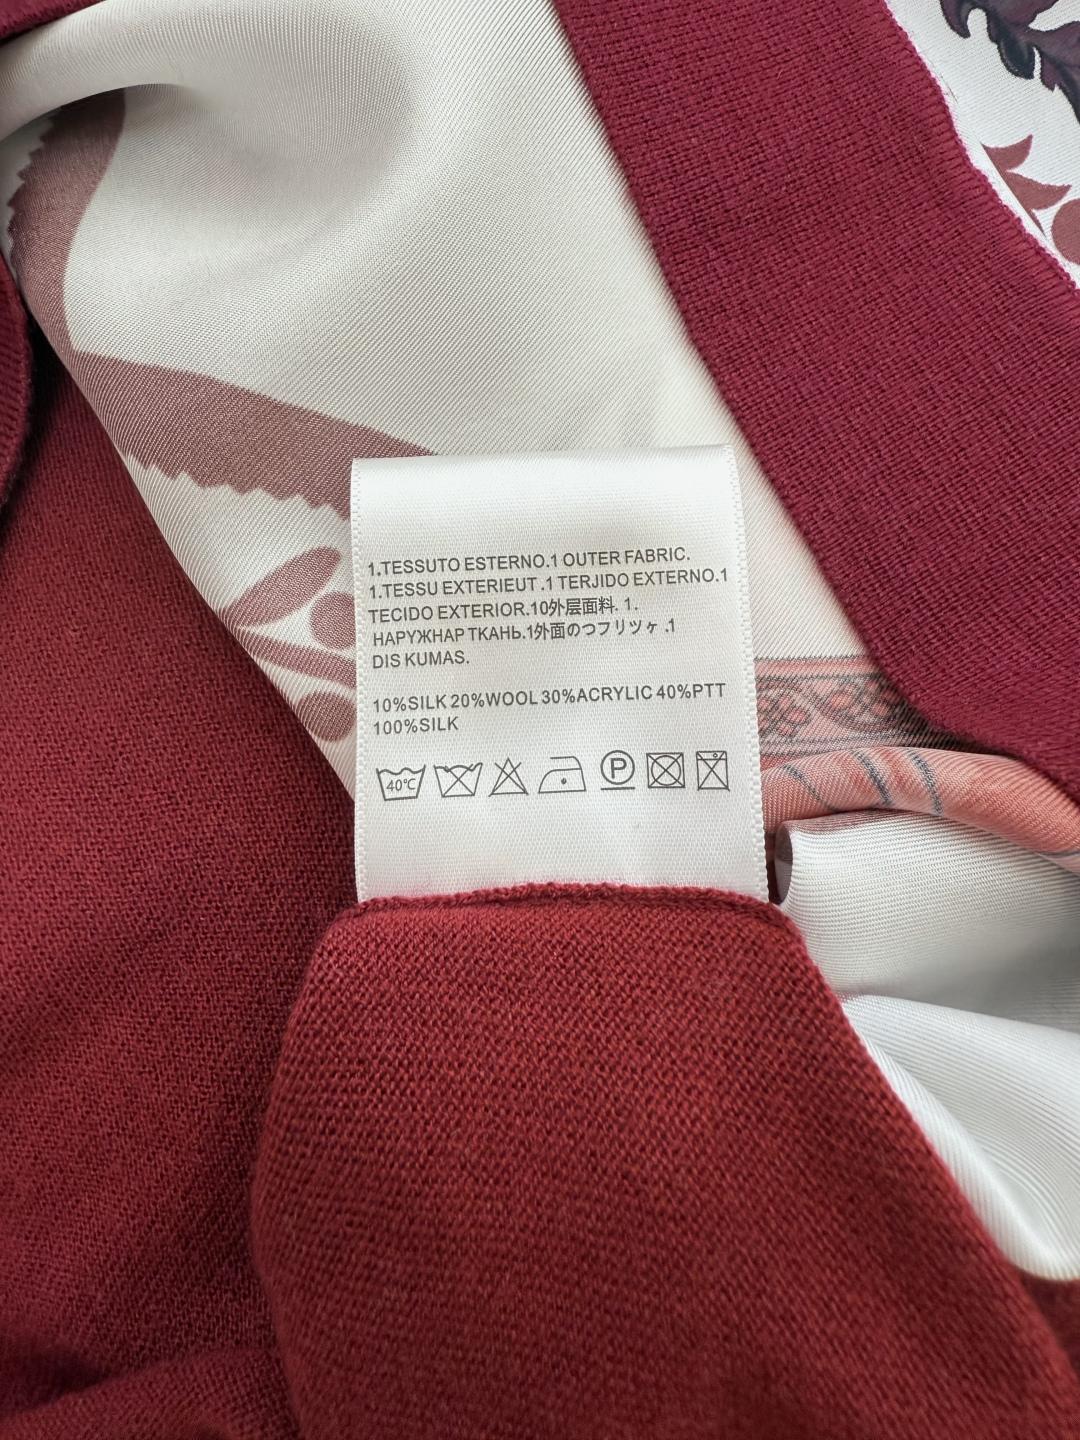 1.TESSUTO ESTERNO.1 OUTER FABRIC.
1.TESSU EXTERIEUT .1 TERJIDO EXTERNO.1
TECIDO EXTERIOR.10外层面料. 1.
НАРУЖНАР ТКАНЬ.1外面のつフリツヶ .1
DIS KUMAS.
10%SILK 20%WOOL 30%ACRYLIC 40%PTT
100%SILK
40℃ P